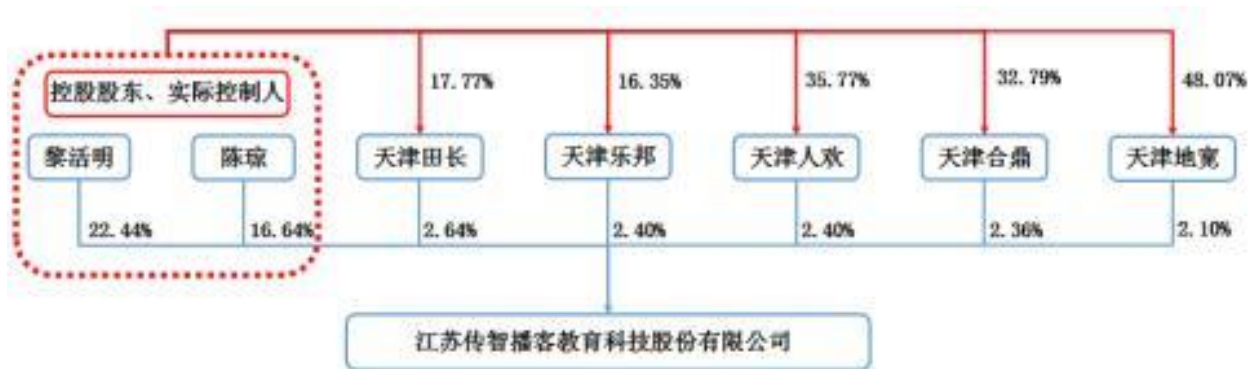 17.77%
16.35%
35.77%
32.79%
48.07%
控股股东、实际控制人
黎活明
陈琼
天津田长
天津乐邦
天津人欢
天津合鼎
天津地宽
22.44%
16.64%
2.64%
2.40%
2.40%
2.36%
2.10%
江苏传智播客教育科技股份有限公司